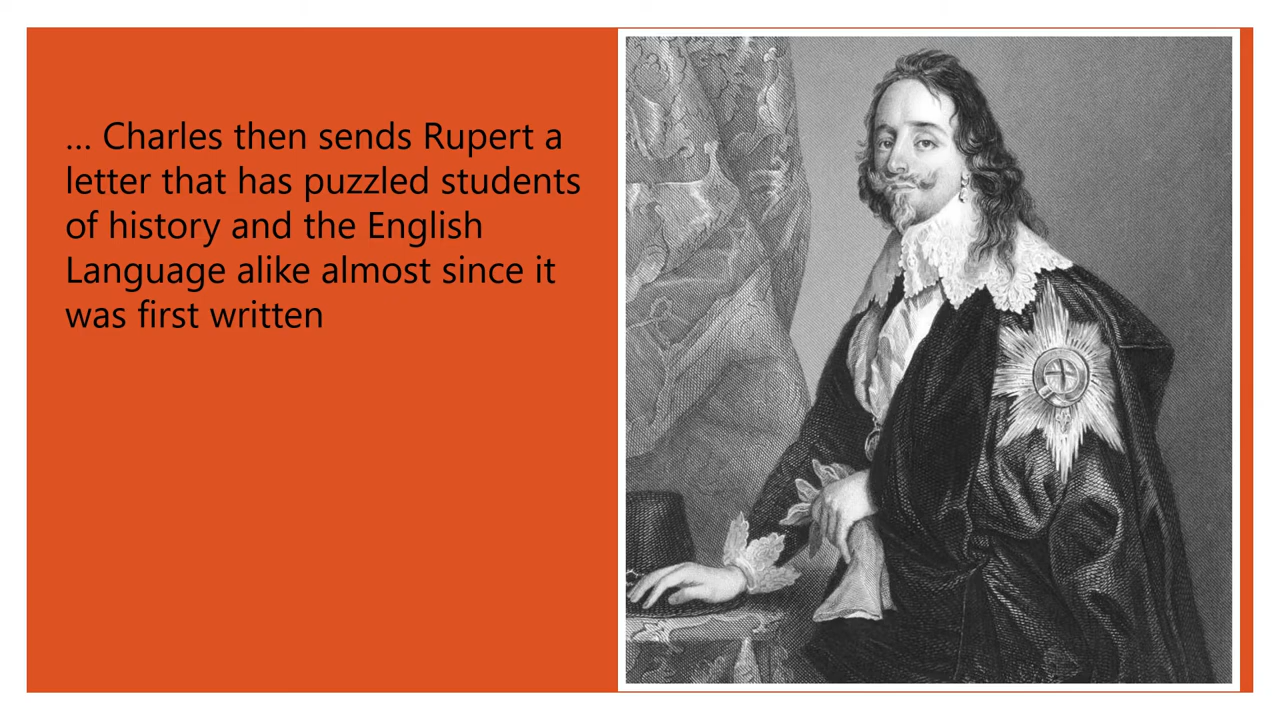 ... Charles then sends Rupert a
letter that has puzzled students
of history and the English
Language alike almost since it
was first written